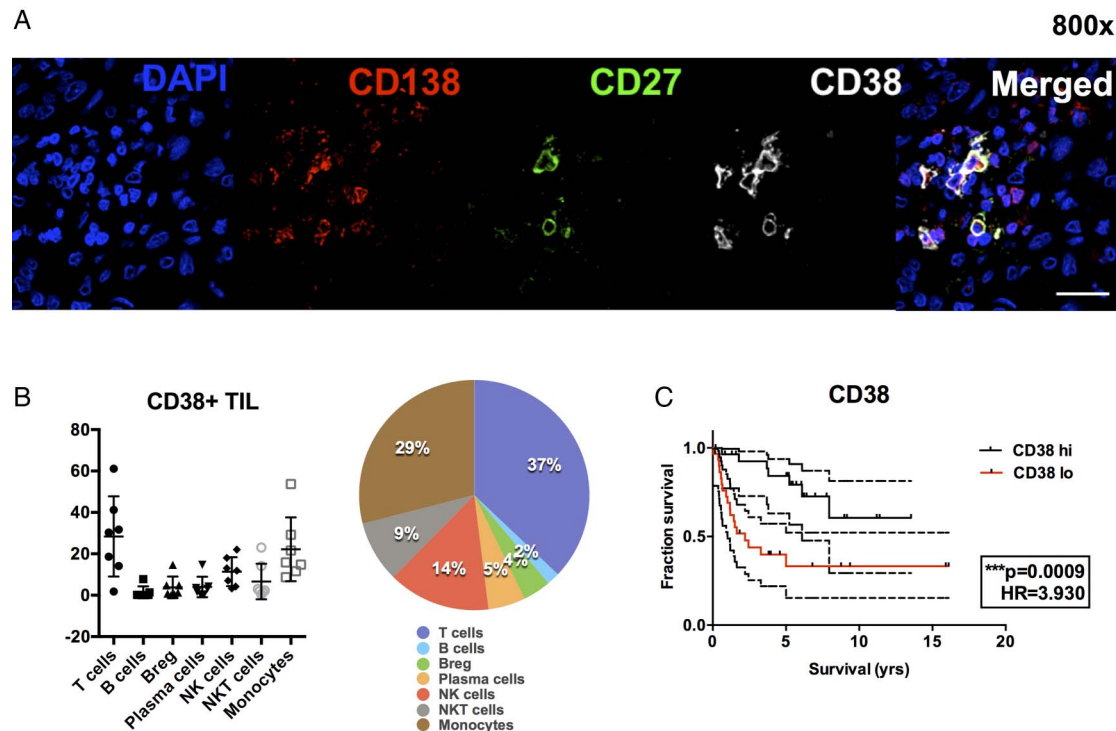 A
800x
DAPI
CD138
CD27
CD38
Merged
B
CD38+ TIL
80
60
40
20
0
-20
T cells
B cells
Breg
Plasma cells
NK cells
NKT cells
Monocytes
29%
37%
9%
14%
5%
4%
2%
T cells
B cells
Breg
Plasma cells
NK cells
NKT cells
Monocytes
C
CD38
Fraction survival
1.0
0.5
0.0
0
5
10
15
20
Survival (yrs)
CD38 hi
CD38 lo
***p=0.0009
HR=3.930